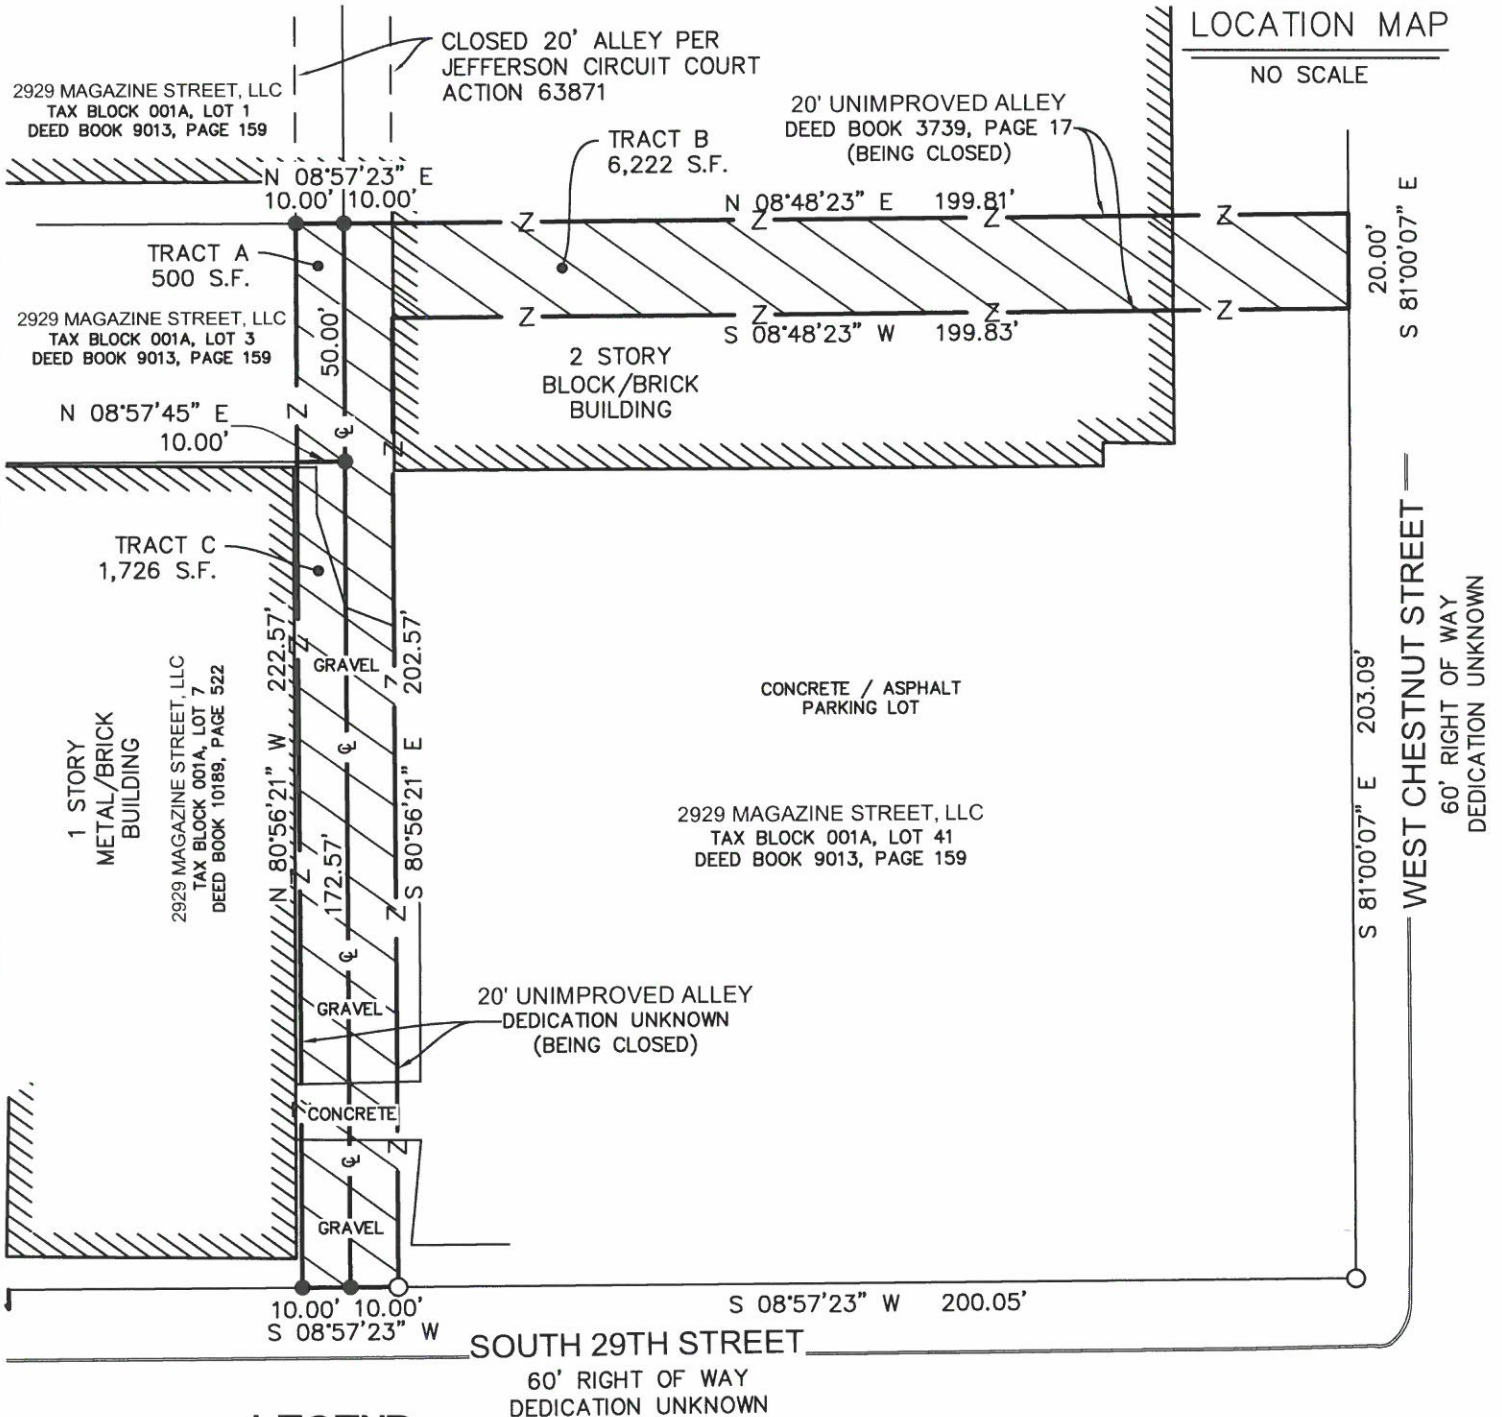 LOCATION MAP
NO SCALE
CLOSED 20' ALLEY PER
JEFFERSON CIRCUIT COURT
ACTION 63871
2929 MAGAZINE STREET, LLC
TAX BLOCK 001A, LOT 1
DEED BOOK 9013, PAGE 159
20' UNIMPROVED ALLEY
DEED BOOK 3739, PAGE 17
(BEING CLOSED)
TRACT B
6,222 S.F.
N 08°57'23" E
10.00' 10.00'
N 08°48'23" E 199.81'
Z Z Z Z
20.00'
S 81°00'07" E
TRACT A
500 S.F.
2929 MAGAZINE STREET, LLC
TAX BLOCK 001A, LOT 3
DEED BOOK 9013, PAGE 159
50.00'
Z Z Z Z
S 08°48'23" W 199.83'
2 STORY
BLOCK/BRICK
BUILDING
N 08°57'45" E
10.00'
Z
℄
Z
TRACT C
1,726 S.F.
N 80°56'21" W 222.57'
S 80°56'21" E 202.57'
172.57'
Z
GRAVEL
Z
℄
Z
Z
℄
1 STORY
METAL/BRICK
BUILDING
2929 MAGAZINE STREET, LLC
TAX BLOCK 001A, LOT 7
DEED BOOK 10189, PAGE 522
CONCRETE / ASPHALT
PARKING LOT
2929 MAGAZINE STREET, LLC
TAX BLOCK 001A, LOT 41
DEED BOOK 9013, PAGE 159
S 81°00'07" E 203.09'
WEST CHESTNUT STREET
60' RIGHT OF WAY
DEDICATION UNKNOWN
20' UNIMPROVED ALLEY
DEDICATION UNKNOWN
(BEING CLOSED)
GRAVEL
CONCRETE
Z
℄
GRAVEL
10.00' 10.00'
S 08°57'23" W
S 08°57'23" W 200.05'
SOUTH 29TH STREET
60' RIGHT OF WAY
DEDICATION UNKNOWN
LEGEND